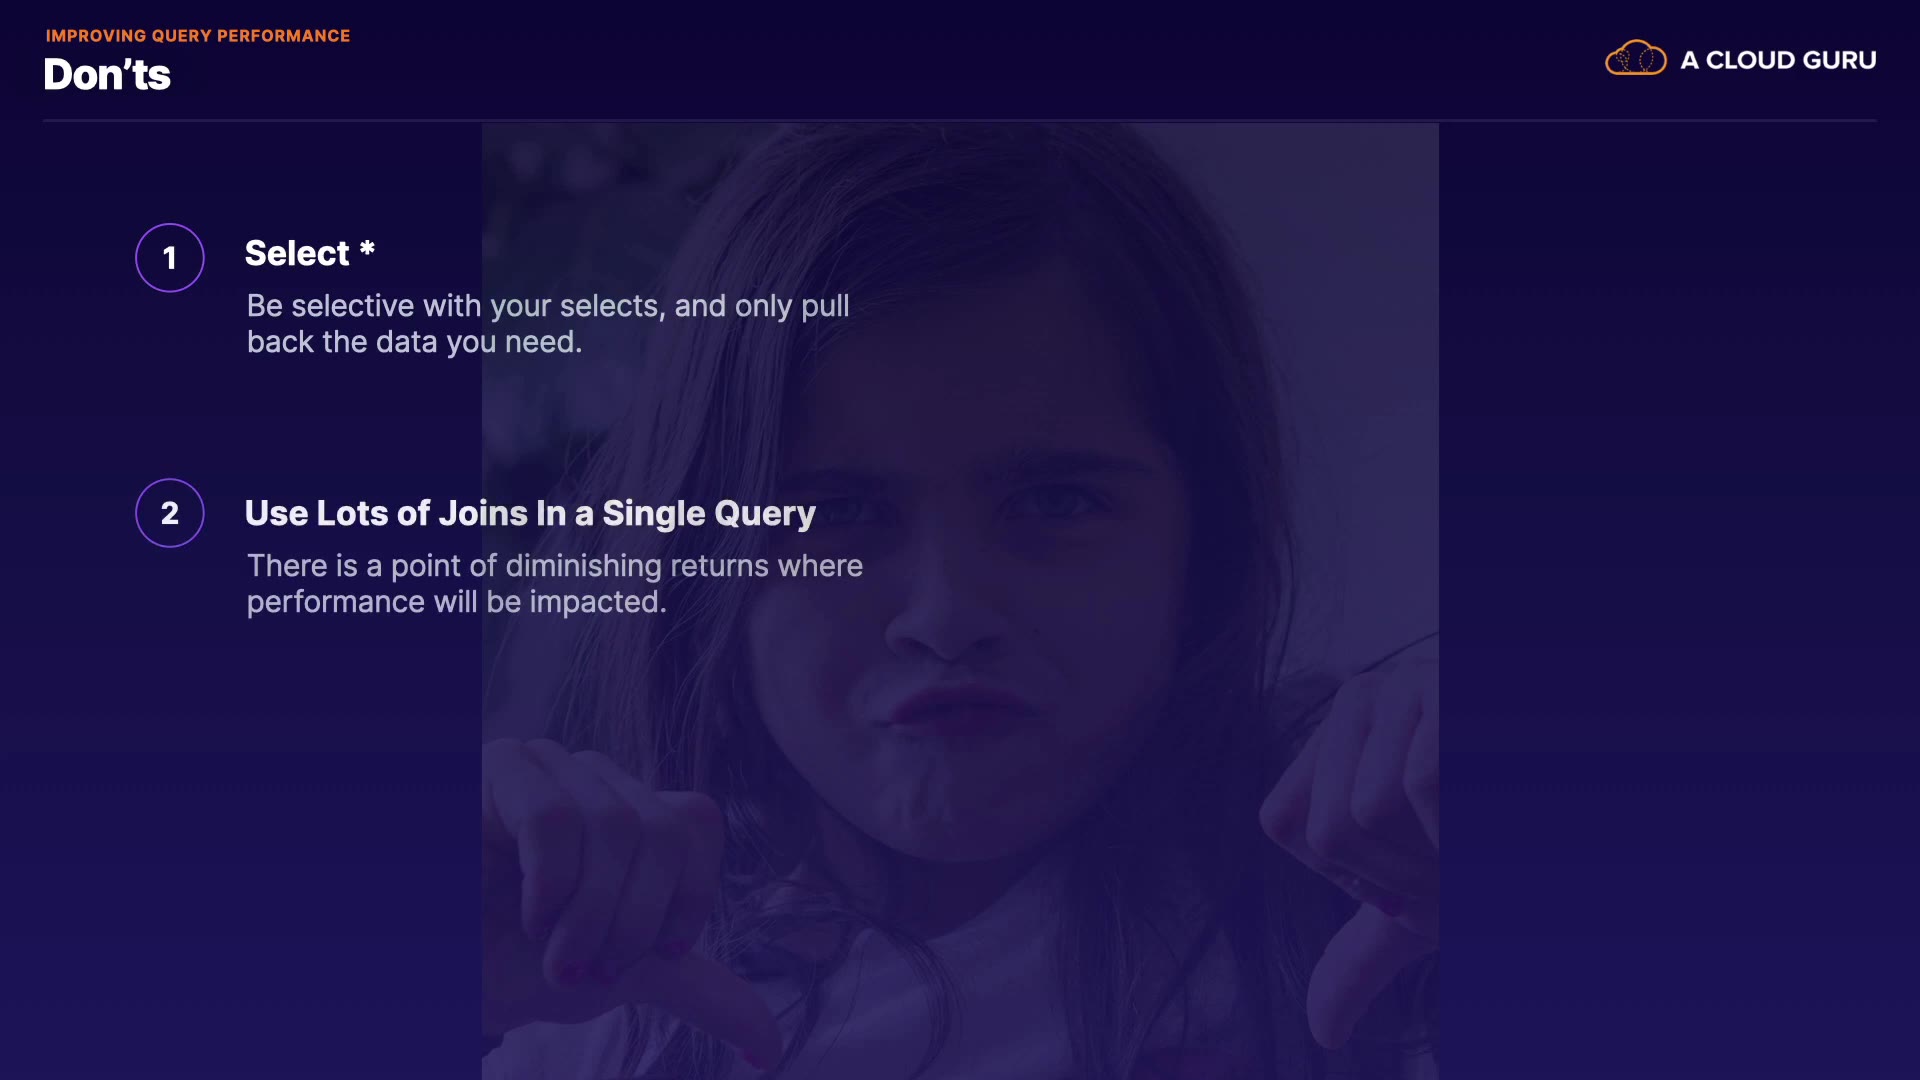 IMPROVING QUERY PERFORMANCE
Don’ts
A CLOUD GURU
1
Select *
Be selective with your selects, and only pull
back the data you need.
2
Use Lots of Joins In a Single Query
There is a point of diminishing returns where
performance will be impacted.